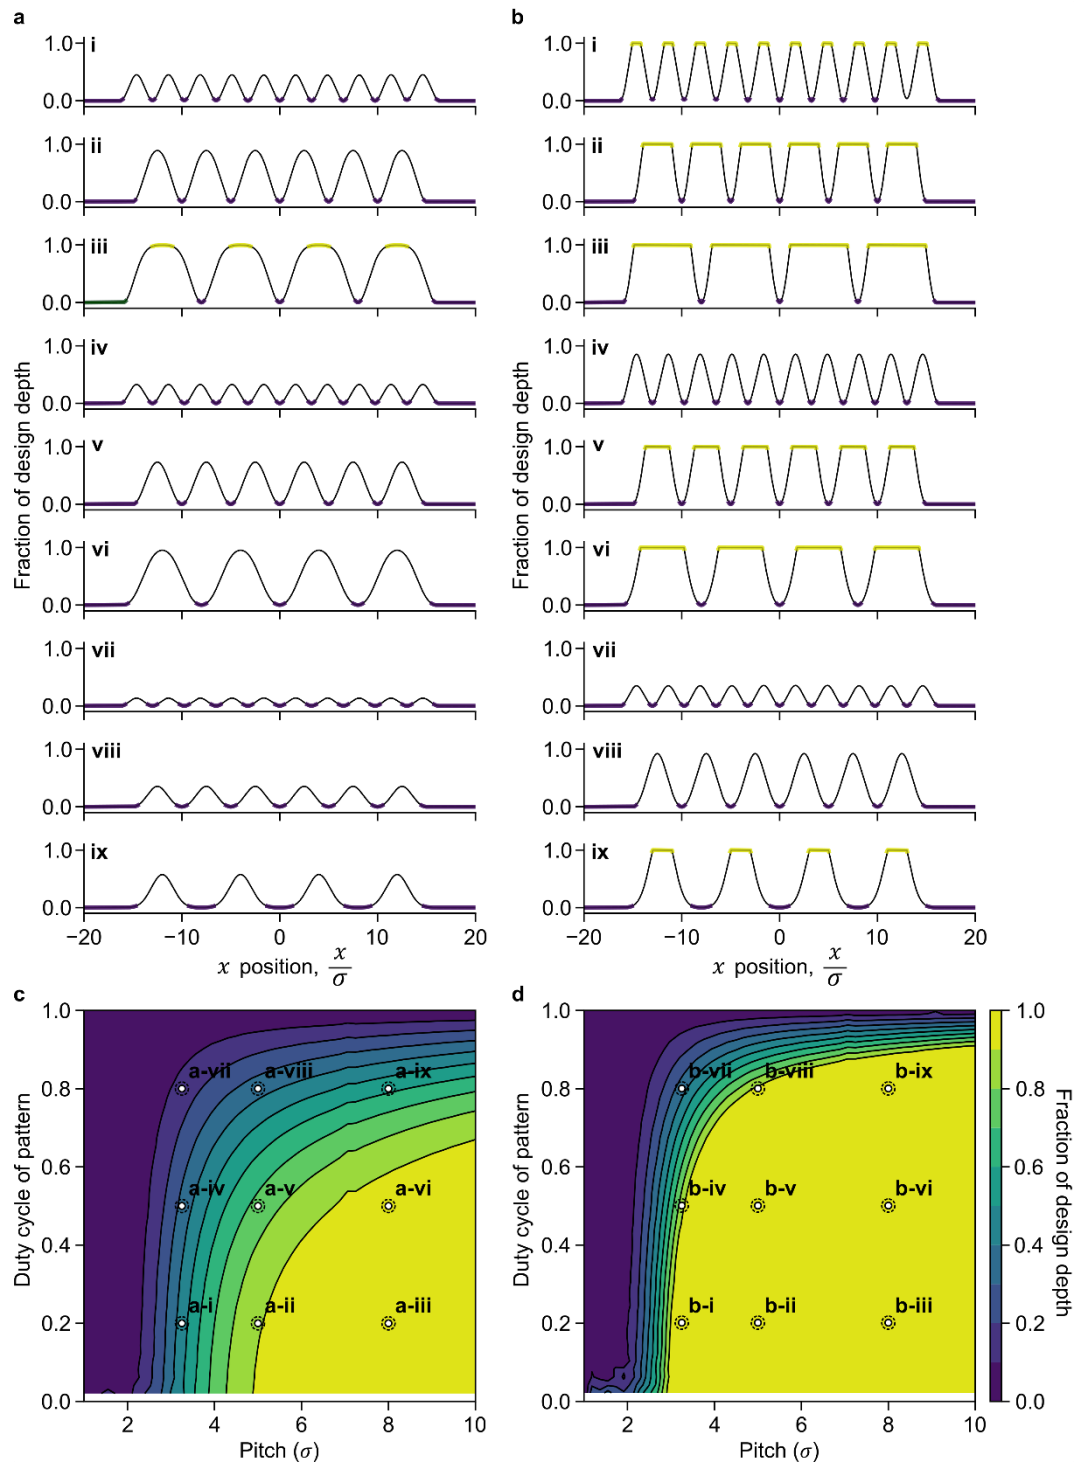 a
b
i
1.0
0.0
i
1.0
0.0
ii
1.0
0.0
ii
1.0
0.0
iii
1.0
0.0
iii
1.0
0.0
iv
1.0
0.0
iv
1.0
0.0
v
1.0
0.0
v
1.0
0.0
vi
1.0
0.0
vi
1.0
0.0
vii
1.0
0.0
vii
1.0
0.0
viii
1.0
0.0
viii
1.0
0.0
ix
1.0
0
ix
1.0
0.0
Fraction of design depth
Fraction of design depth
−20 −10 0 10 20
x position, x/σ
−20 −10 0 10 20
x position, x/σ
c
1.0
0.8
0.6
0.4
0.2
0.0
Duty cycle of pattern
a-vii a-viii a-ix
a-iv a-v a-vi
a-i a-ii a-iii
2 4 6 8 10
Pitch (σ)
d
1.0
0.8
0.6
0.4
0.2
0.0
Duty cycle of pattern
b-vii b-viii b-ix
b-iv b-v b-vi
b-i b-ii b-iii
2 4 6 8 10
Pitch (σ)
1.0
0.8
0.6
0.4
0.2
0.0
Fraction of design depth